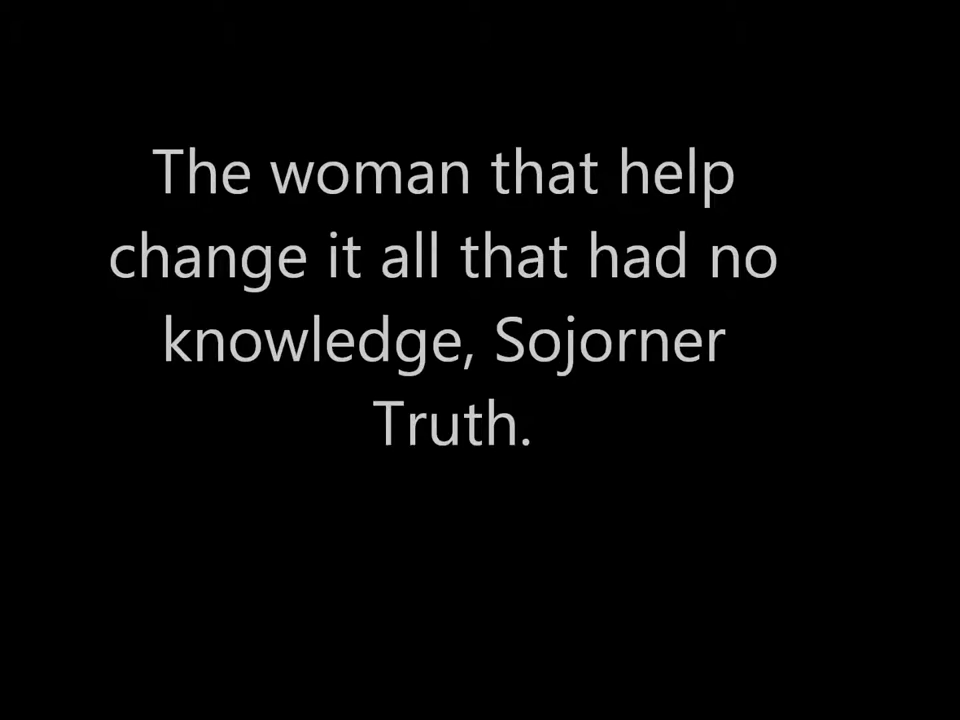 The woman that help
change it all that had no
knowledge, Sojorner
Truth.